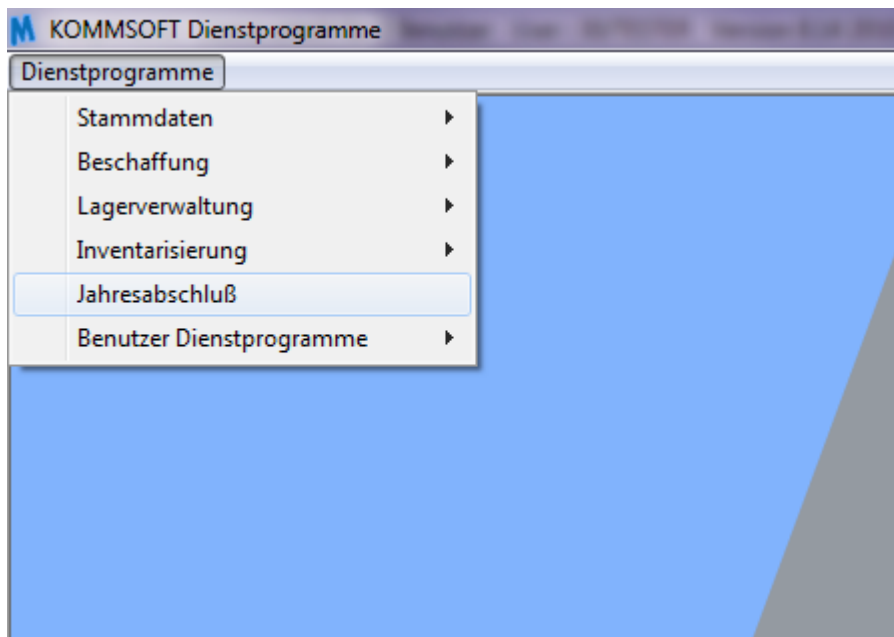 KOMMSOFT Dienstprogramme
Dienstprogramme
Stammdaten
Beschaffung
Lagerverwaltung
Inventarisierung
Jahresabschluß
Benutzer Dienstprogramme